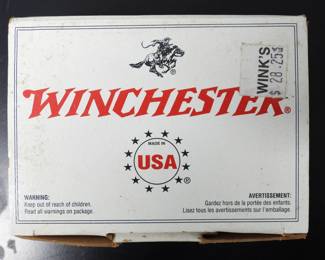 WINK'S
$ 28.25$
WINCHESTER®
MADE IN
USA
®
WARNING:
Keep out of reach of children.
Read all warnings on package.
AVERTISSEMENT:
Gardez hors de la portée des enfants.
Lisez tous les avertissements sur l'emballage.